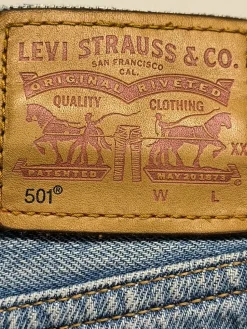 LEVI STRAUSS & CO.
SAN FRANCISCO
CAL.
ORIGINAL RIVETED
QUALITY CLOTHING
XX
PATENTED MAY 20 1873
501® W L